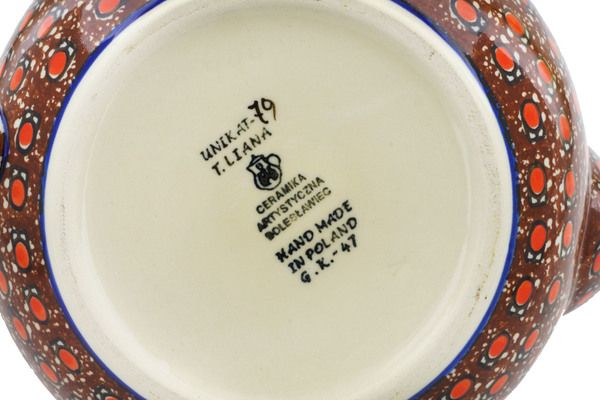 UNIKAT-79
T. LIANA
CERAMIKA
ARTYSTYCZNA
BOLESŁAWIEC
HAND MADE
IN POLAND
G.K.-47